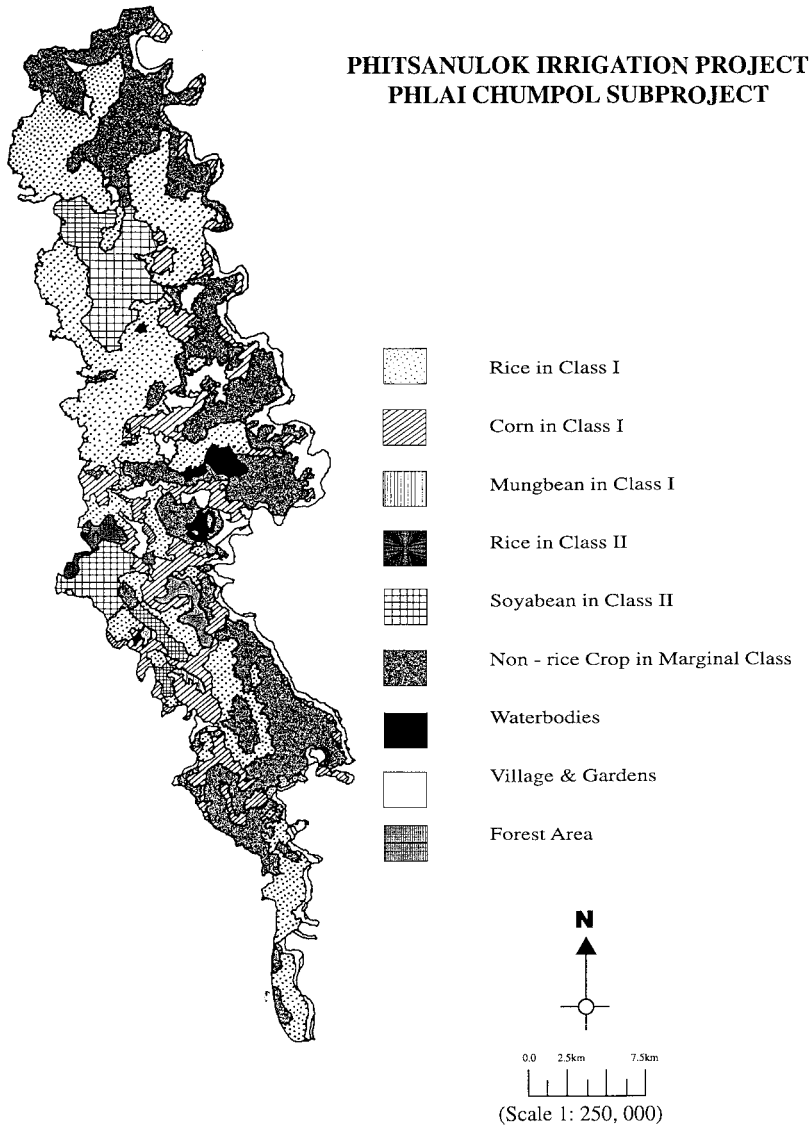 PHITSANULOK IRRIGATION PROJECT
PHLAI CHUMPOL SUBPROJECT
Rice in Class I
Corn in Class I
Mungbean in Class I
Rice in Class II
Soyabean in Class II
Non - rice Crop in Marginal Class
Waterbodies
Village & Gardens
Forest Area
N
0.0 2.5km 7.5km
(Scale 1: 250, 000)